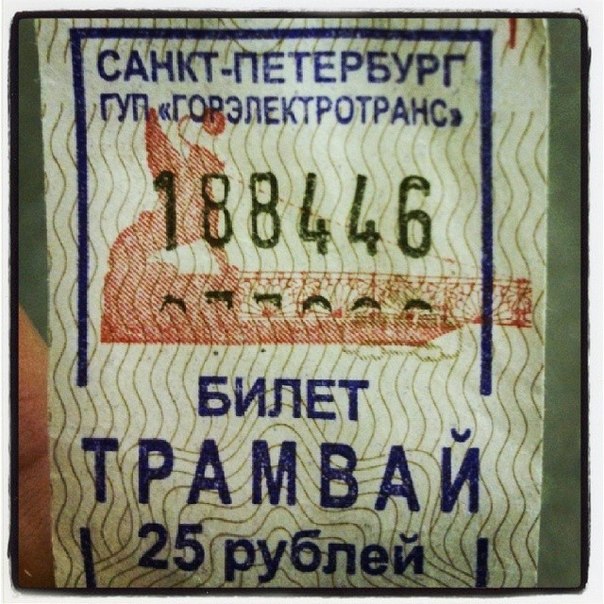 САНКТ-ПЕТЕРБУРГ
ГУП «ГОРЭЛЕКТРОТРАНС»
188446
БИЛЕТ
ТРАМВАЙ
25 рублей